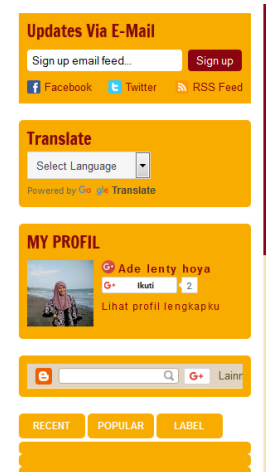 Updates Via E-Mail
Sign up email feed... Sign up
Facebook Twitter RSS Feed
Translate
Select Language
Powered by Google Translate
MY PROFIL
G+ Ade lenty hoya
G+ Ikuti 2
Lihat profil lengkapku
G+ Lainn
RECENT POPULAR LABEL